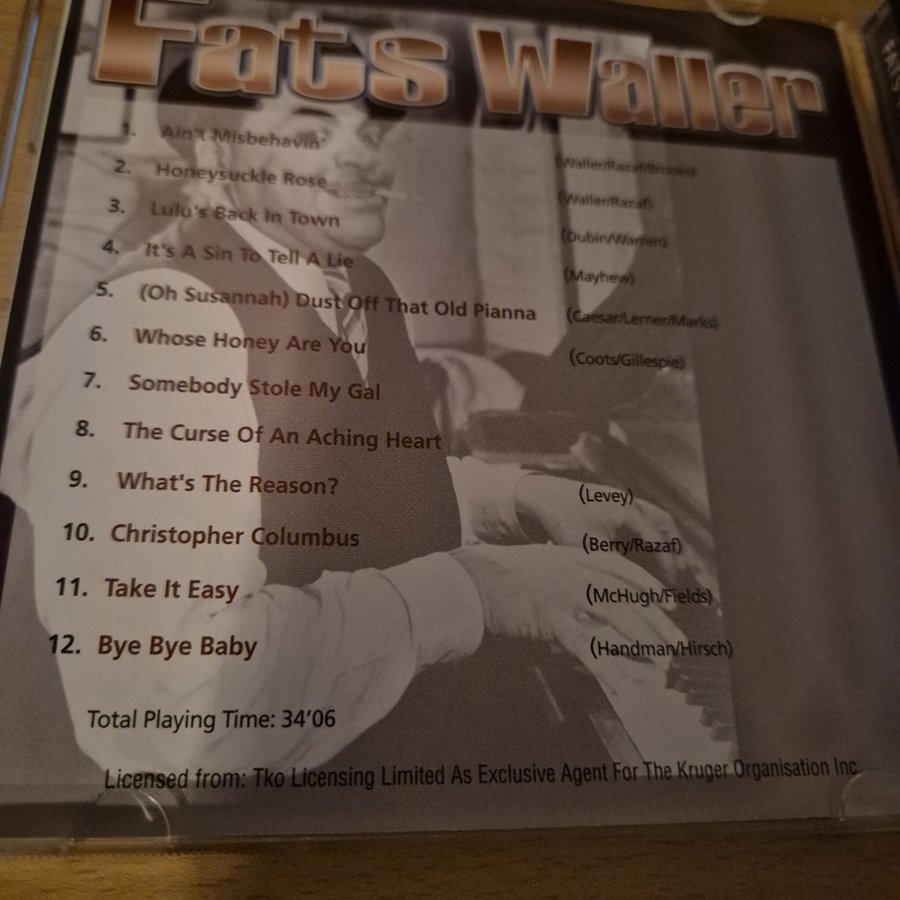 Fats Waller
1. Ain't Misbehavin' (Waller/Razaf/Brooks)
2. Honeysuckle Rose (Waller/Razaf)
3. Lulu's Back In Town (Dubin/Warren)
4. It's A Sin To Tell A Lie (Mayhew)
5. (Oh Susannah) Dust Off That Old Pianna (Caesar/Lerner/Marks)
6. Whose Honey Are You (Coots/Gillespie)
7. Somebody Stole My Gal
8. The Curse Of An Aching Heart
9. What's The Reason? (Levey)
10. Christopher Columbus (Berry/Razaf)
11. Take It Easy (McHugh/Fields)
12. Bye Bye Baby (Handman/Hirsch)
Total Playing Time: 34'06
Licensed from: Tko Licensing Limited As Exclusive Agent For The Kruger Organisation Inc.